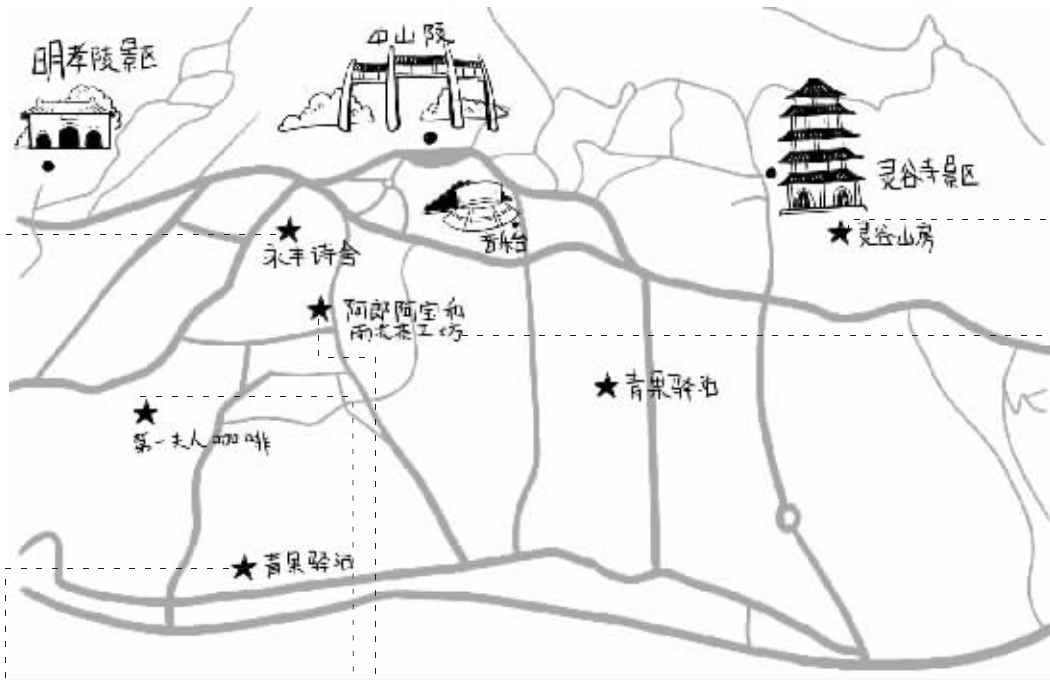 中山陵
明孝陵景区
灵谷寺景区
音乐台
灵谷山房
永丰诗舍
阿郎阿宝和
雨衣茶工坊
青果驿站
第一夫人咖啡
青果驿站